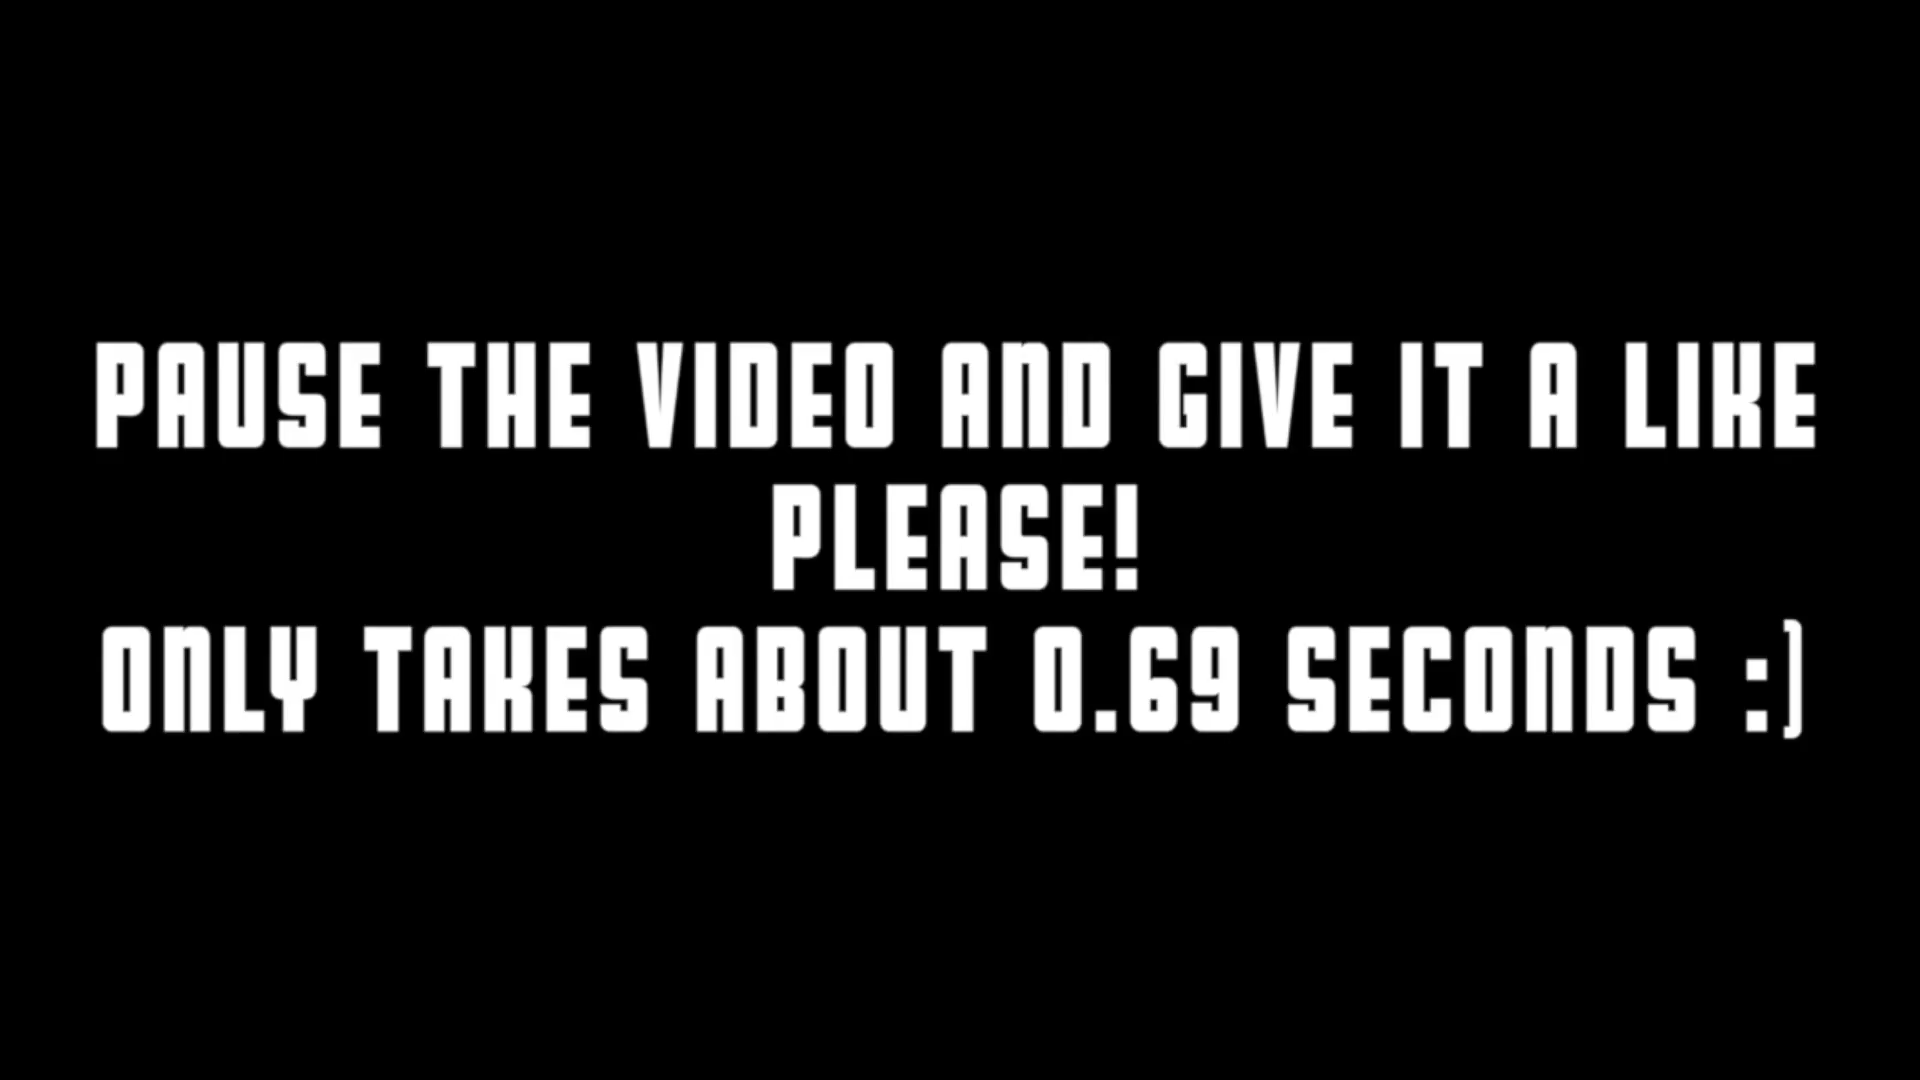 PAUSE THE VIDEO AND GIVE IT A LIKE
PLEASE!
ONLY TAKES ABOUT 0.69 SECONDS :)